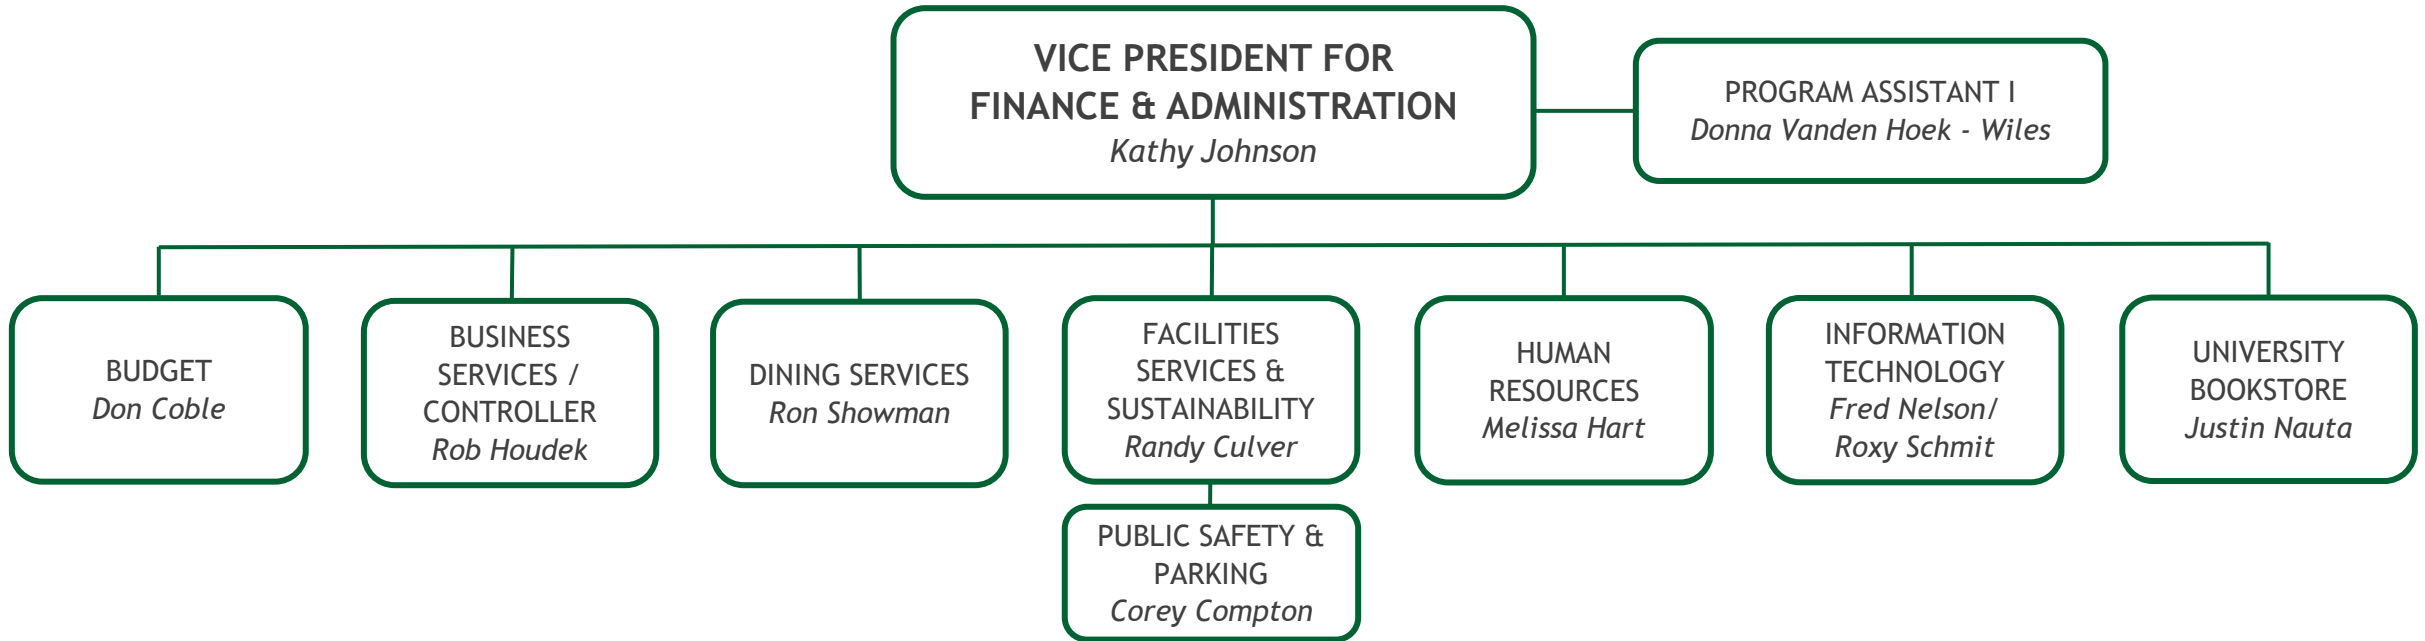 VICE PRESIDENT FOR
FINANCE & ADMINISTRATION
Kathy Johnson
PROGRAM ASSISTANT I
Donna Vanden Hoek - Wiles
BUDGET
Don Coble
BUSINESS
SERVICES /
CONTROLLER
Rob Houdek
DINING SERVICES
Ron Showman
FACILITIES
SERVICES &
SUSTAINABILITY
Randy Culver
HUMAN
RESOURCES
Melissa Hart
INFORMATION
TECHNOLOGY
Fred Nelson/
Roxy Schmit
UNIVERSITY
BOOKSTORE
Justin Nauta
PUBLIC SAFETY &
PARKING
Corey Compton